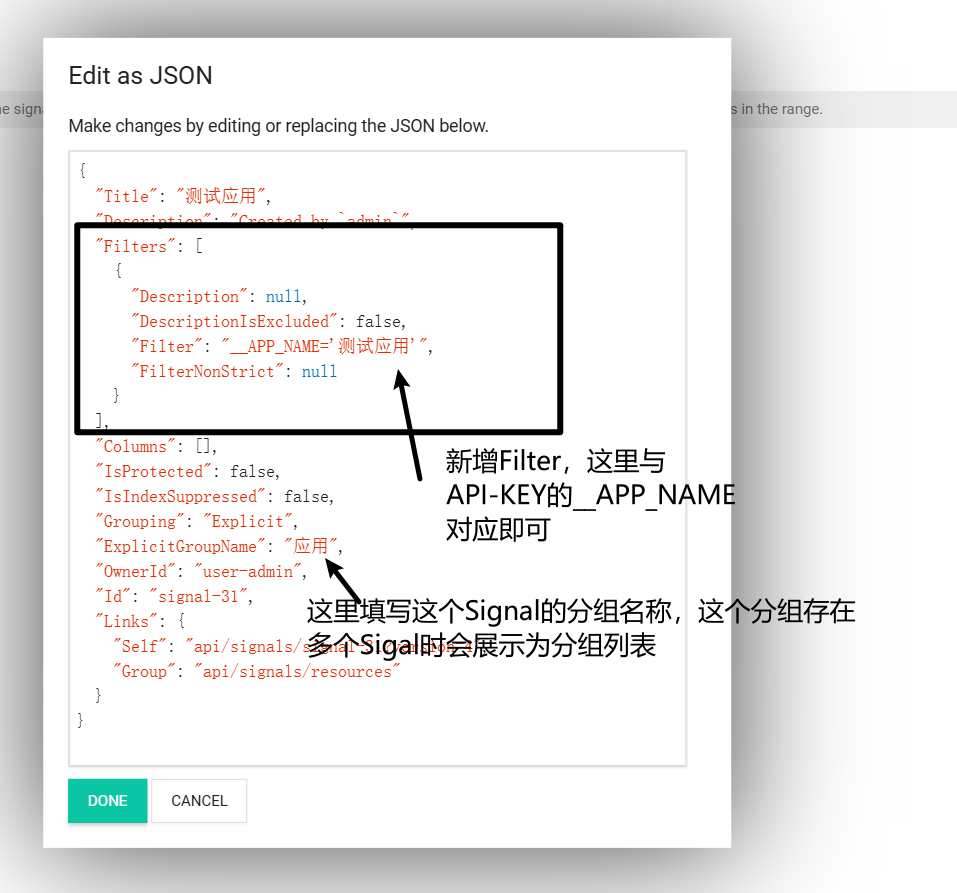 Edit as JSON
ne signa
s in the range.
Make changes by editing or replacing the JSON below.
{
"Title": "测试应用",
"Description": "Created by `admin`",
"Filters": [
{
"Description": null,
"DescriptionIsExcluded": false,
"Filter": "__APP_NAME='测试应用'",
"FilterNonStrict": null
}
],
"Columns": [],
"IsProtected": false,
"IsIndexSuppressed": false,
"Grouping": "Explicit",
"ExplicitGroupName": "应用",
"OwnerId": "user-admin",
"Id": "signal-31",
"Links": {
"Self": "api/signals/signal-31?version=4",
"Group": "api/signals/resources"
}
}
新增Filter，这里与
API-KEY的__APP_NAME
对应即可
这里填写这个Signal的分组名称，这个分组存在
多个Sigal时会展示为分组列表
DONE
CANCEL